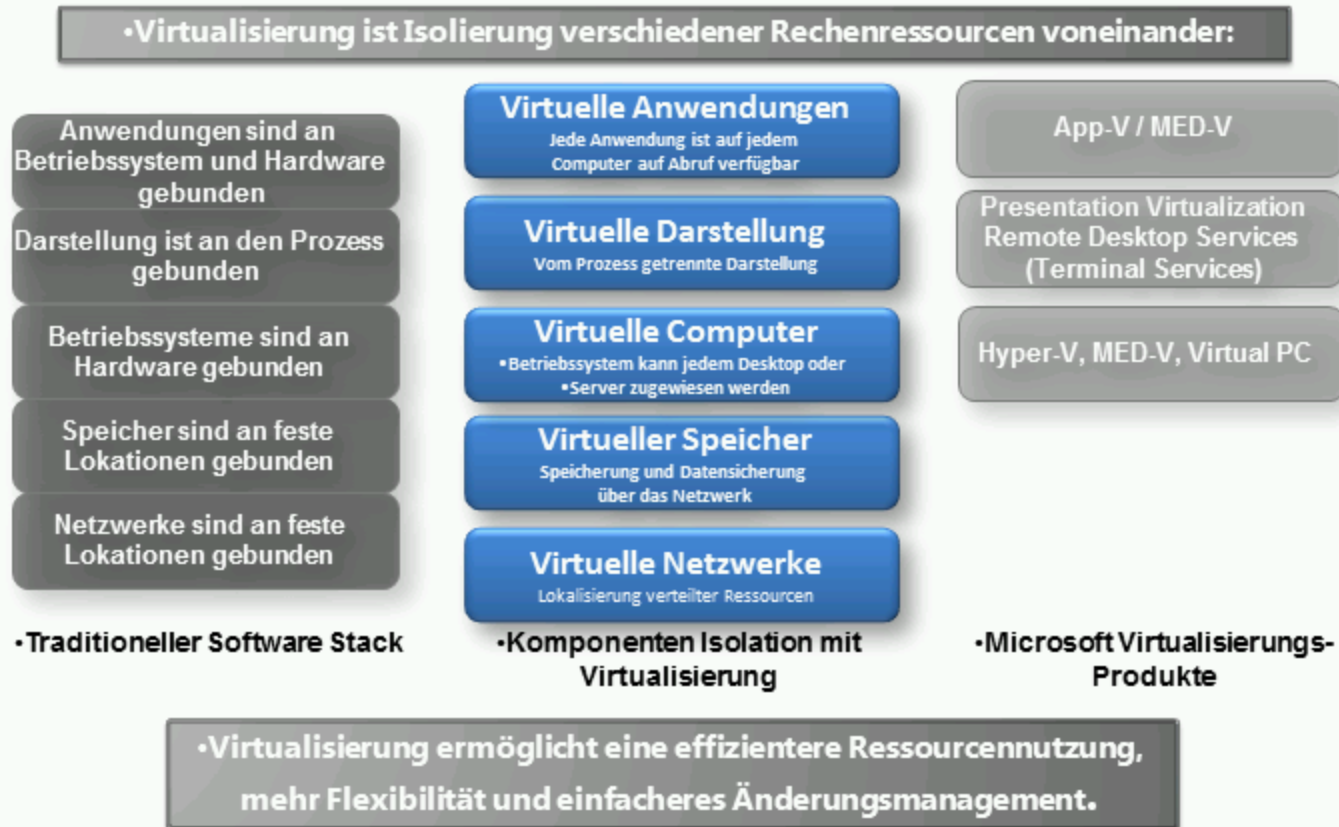 •Virtualisierung ist Isolierung verschiedener Rechenressourcen voneinander:
Anwendungen sind an
Betriebssystem und Hardware
gebunden
Darstellung ist an den Prozess
gebunden
Betriebssysteme sind an
Hardware gebunden
Speicher sind an feste
Lokationen gebunden
Netzwerke sind an feste
Lokationen gebunden
•Traditioneller Software Stack
Virtuelle Anwendungen
Jede Anwendung ist auf jedem
Computer auf Abruf verfügbar
Virtuelle Darstellung
Vom Prozess getrennte Darstellung
Virtuelle Computer
•Betriebssystem kann jedem Desktop oder
•Server zugewiesen werden
Virtueller Speicher
Speicherung und Datensicherung
über das Netzwerk
Virtuelle Netzwerke
Lokalisierung verteilter Ressourcen
•Komponenten Isolation mit
Virtualisierung
App-V / MED-V
Presentation Virtualization
Remote Desktop Services
(Terminal Services)
Hyper-V, MED-V, Virtual PC
•Microsoft Virtualisierungs-
Produkte
•Virtualisierung ermöglicht eine effizientere Ressourcennutzung,
mehr Flexibilität und einfacheres Änderungsmanagement.